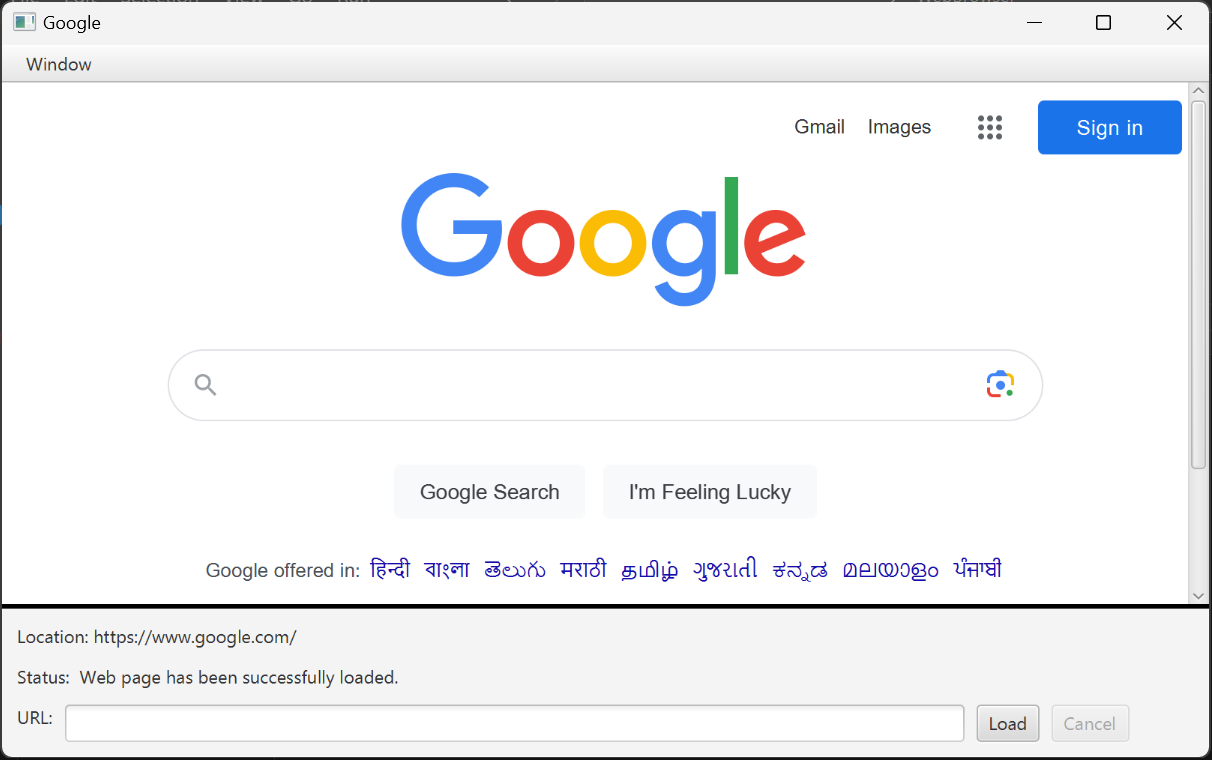 Google
Window
Gmail Images Sign in
Google
Google Search I'm Feeling Lucky
Google offered in: हिन्दी বাংলা తెలుగు मराठी தமிழ் ગુજરાતી ಕನ್ನಡ മലയാളം ਪੰਜਾਬੀ
Location: https://www.google.com/
Status: Web page has been successfully loaded.
URL: Load Cancel